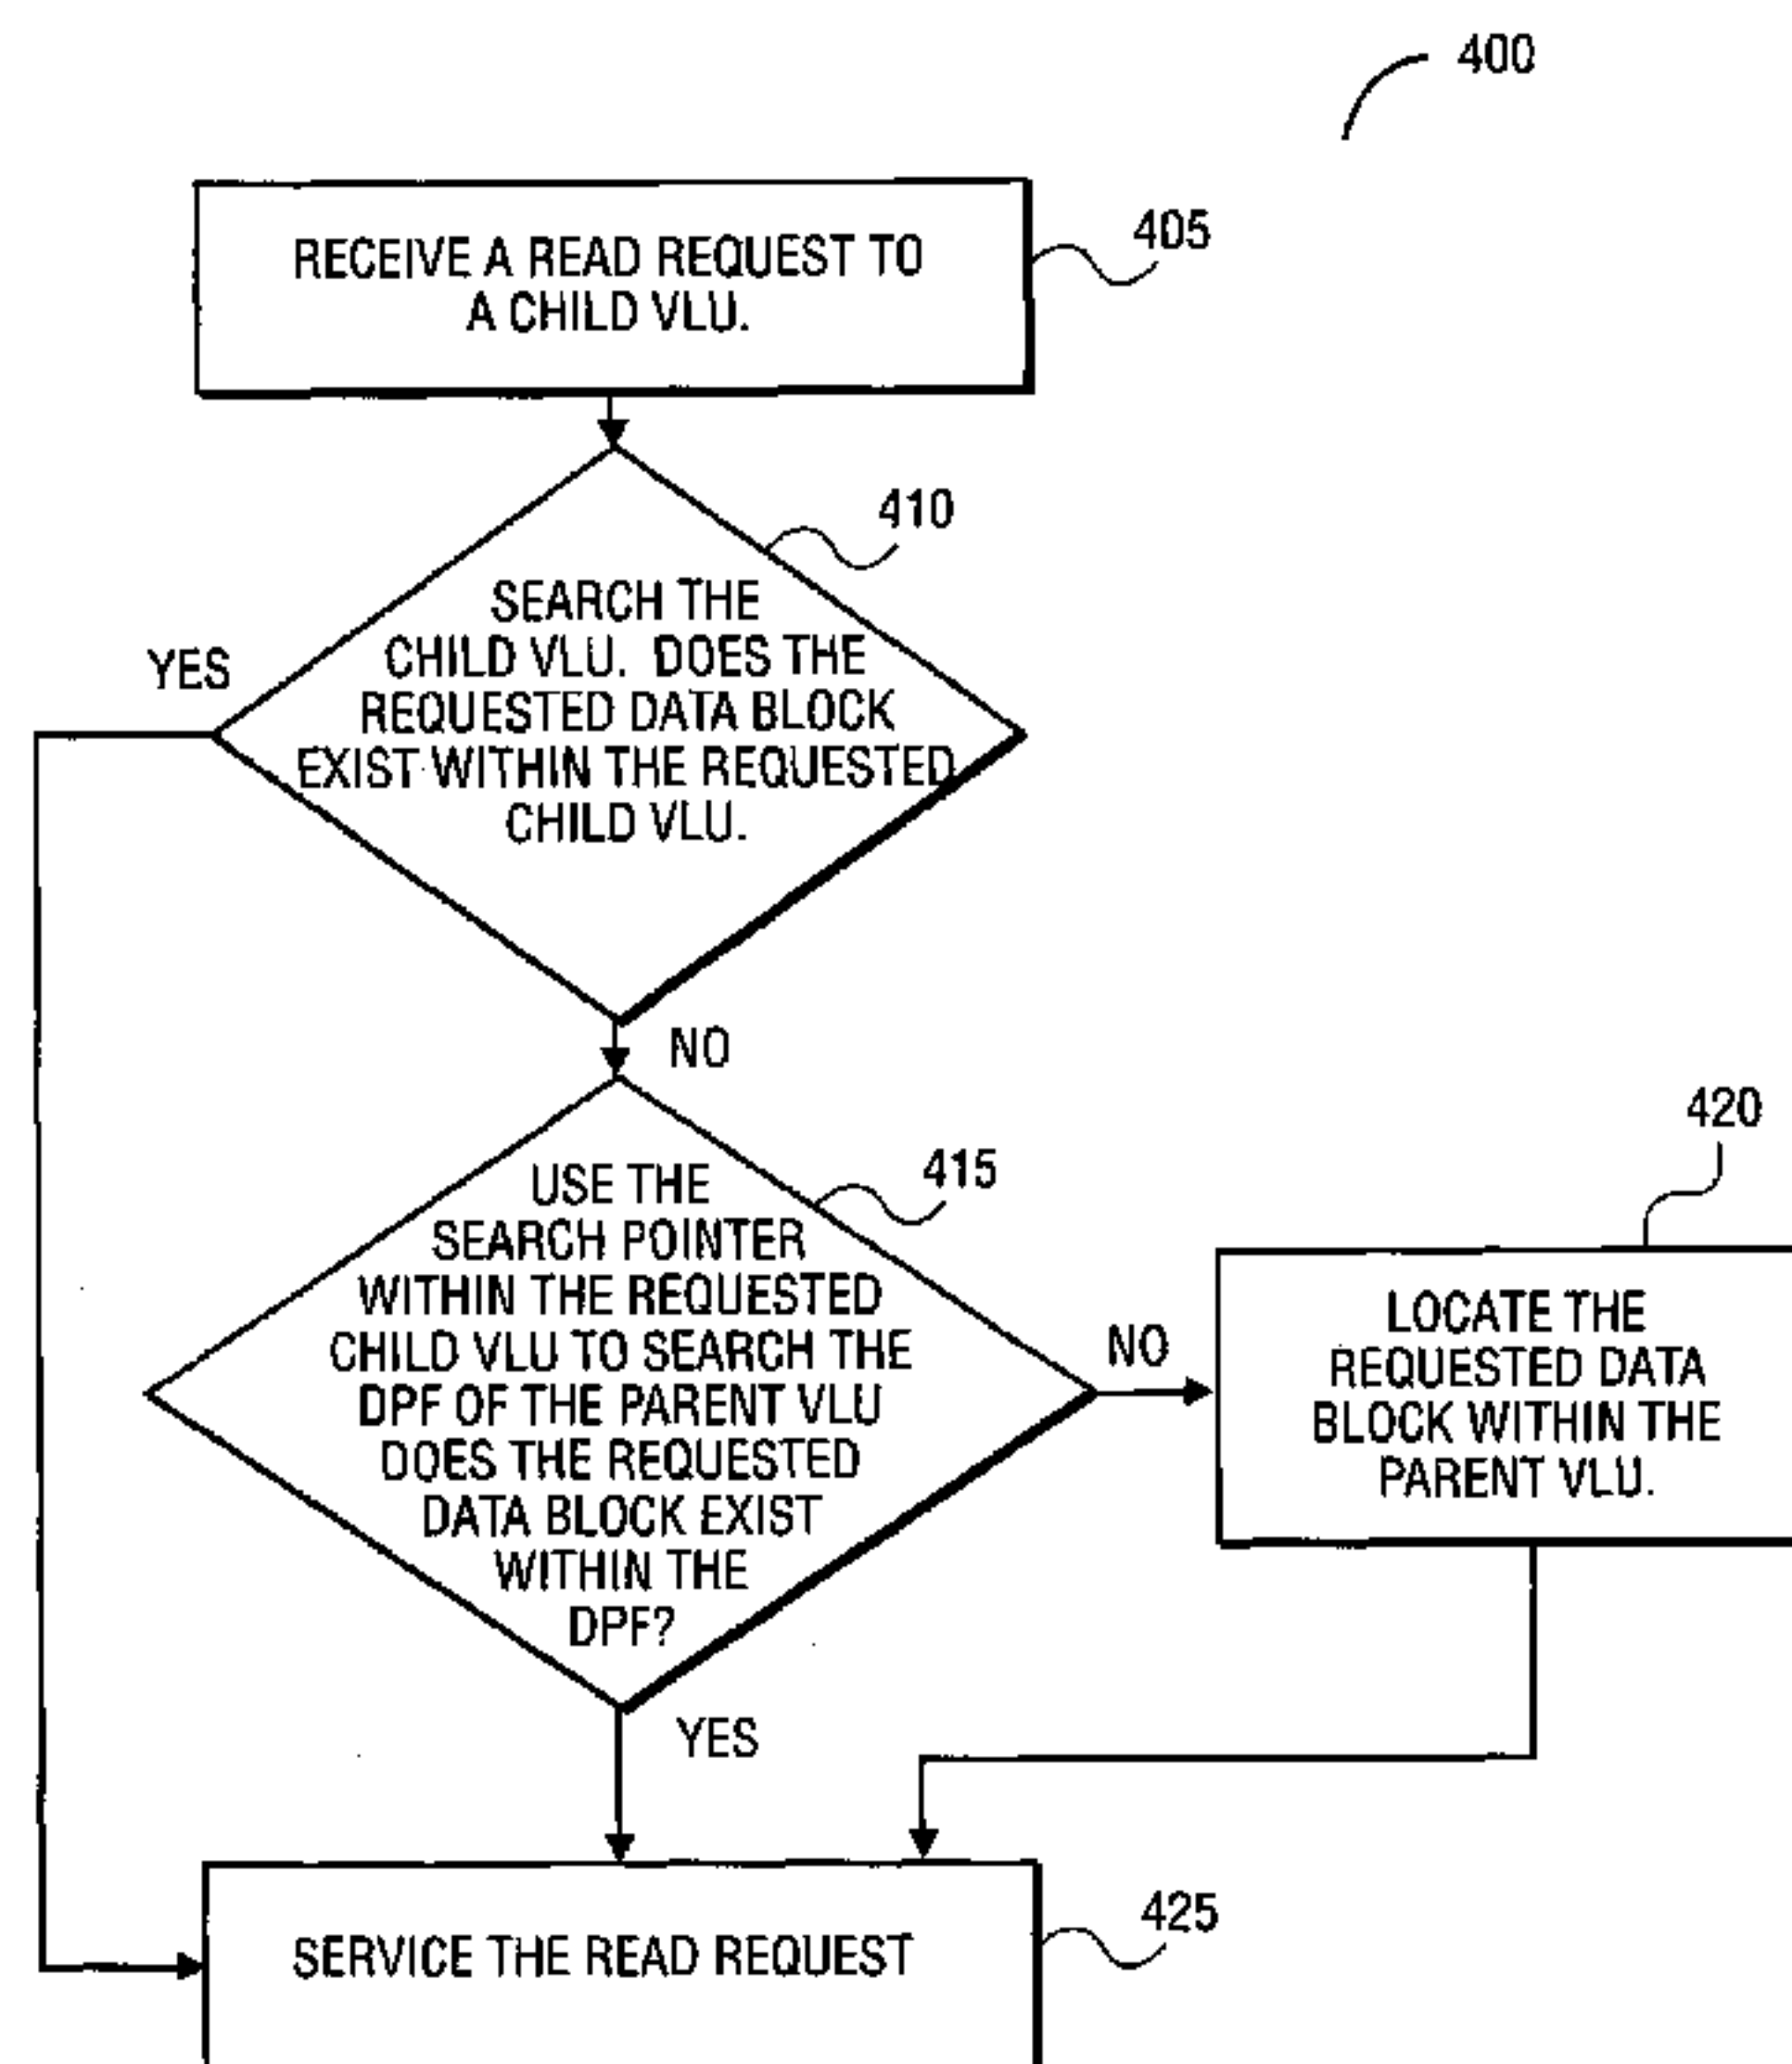 400
RECEIVE A READ REQUEST TO
A CHILD VLU.
405
410
SEARCH THE
CHILD VLU. DOES THE
REQUESTED DATA BLOCK
EXIST WITHIN THE REQUESTED
CHILD VLU.
YES
NO
415
USE THE
SEARCH POINTER
WITHIN THE REQUESTED
CHILD VLU TO SEARCH THE
DPF OF THE PARENT VLU
DOES THE REQUESTED
DATA BLOCK EXIST
WITHIN THE
DPF?
NO
420
LOCATE THE
REQUESTED DATA
BLOCK WITHIN THE
PARENT VLU.
YES
SERVICE THE READ REQUEST
425